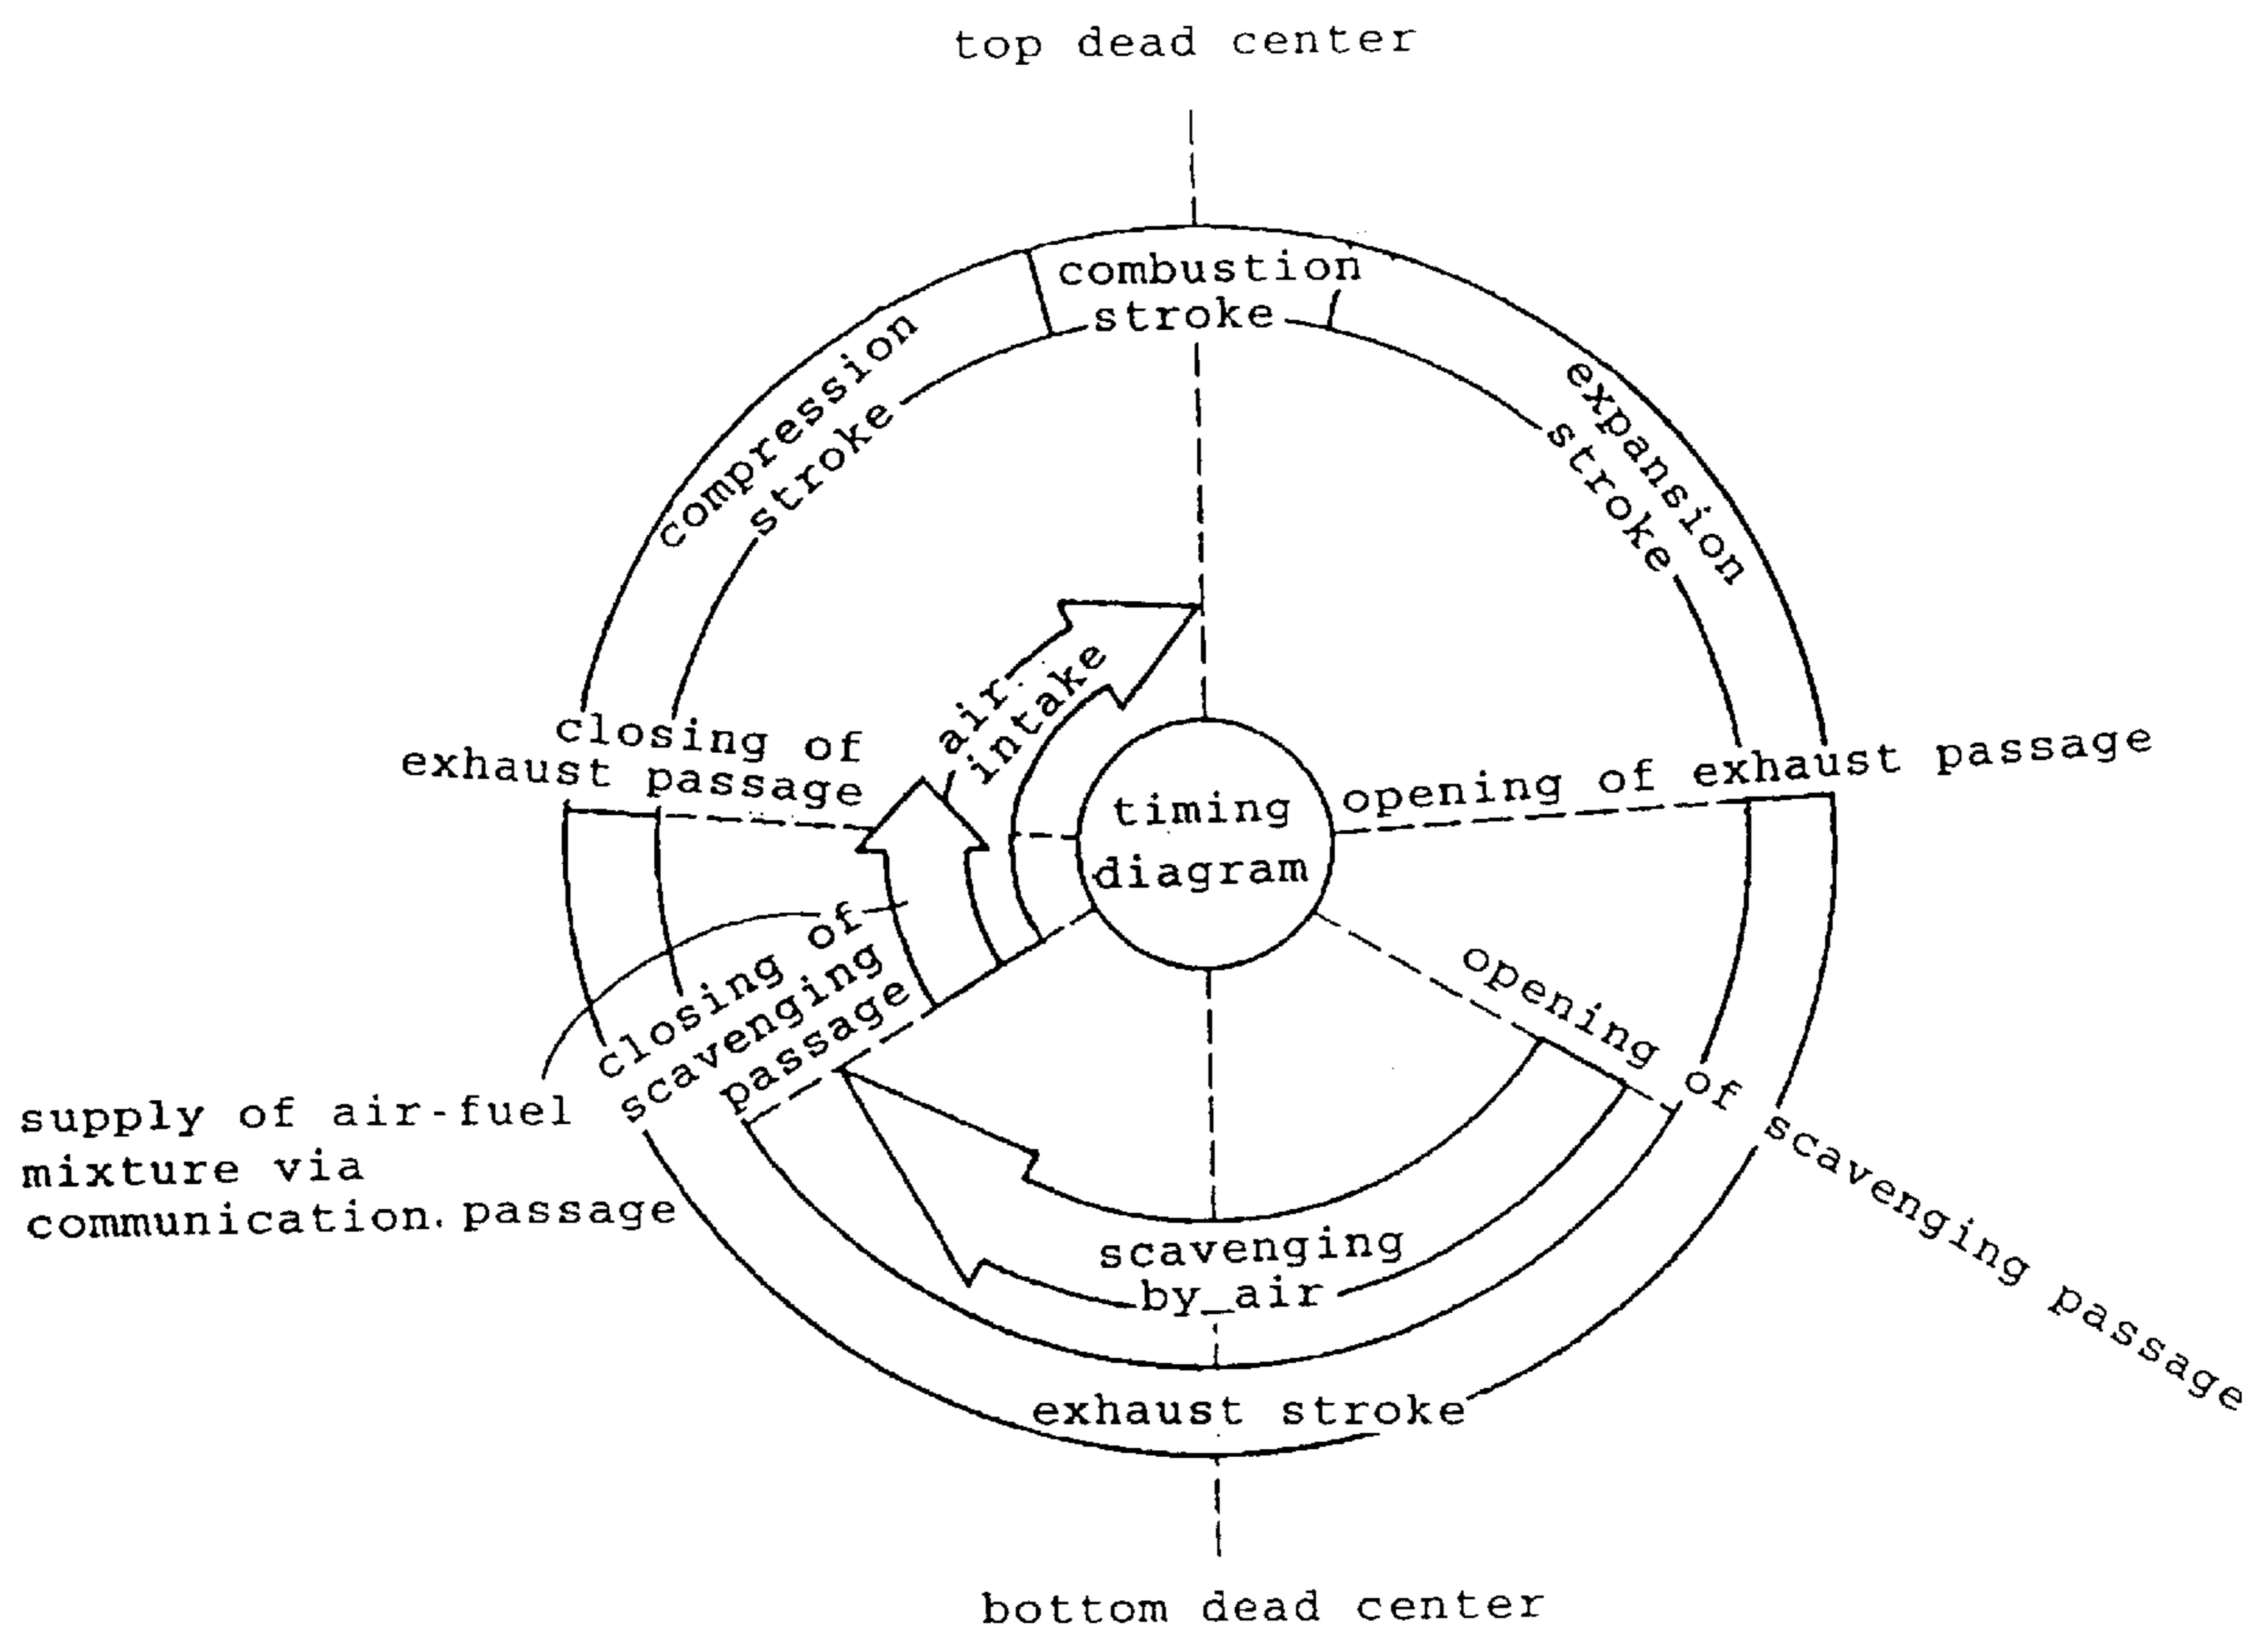 top dead center
combustion
stroke
compression
stroke
expansion
stroke
air
intake
closing of
exhaust passage
opening of exhaust passage
timing
diagram
closing of
scavenging
passage
opening of scavenging passage
supply of air-fuel
mixture via
communication. passage
scavenging
by_air
exhaust stroke
bottom dead center